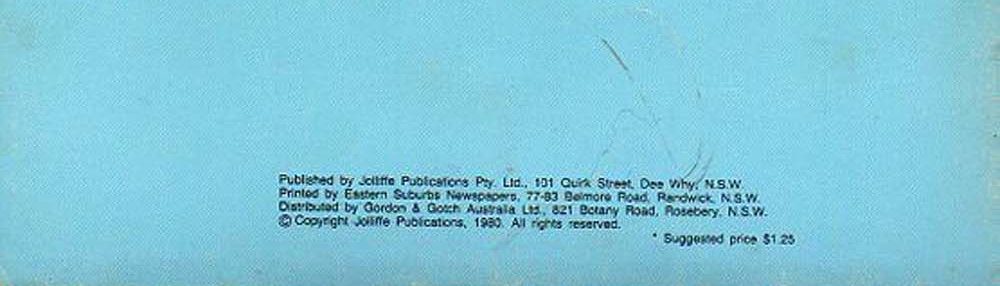 Published by Jolliffe Publications Pty. Ltd., 101 Quirk Street, Dee Why, N.S.W.
Printed by Eastern Suburbs Newspapers, 77-83 Belmore Road, Randwick, N.S.W.
Distributed by Gordon & Gotch Australia Ltd., 821 Botany Road, Rosebery, N.S.W.
© Copyright Jolliffe Publications, 1980. All rights reserved.
* Suggested price $1.25